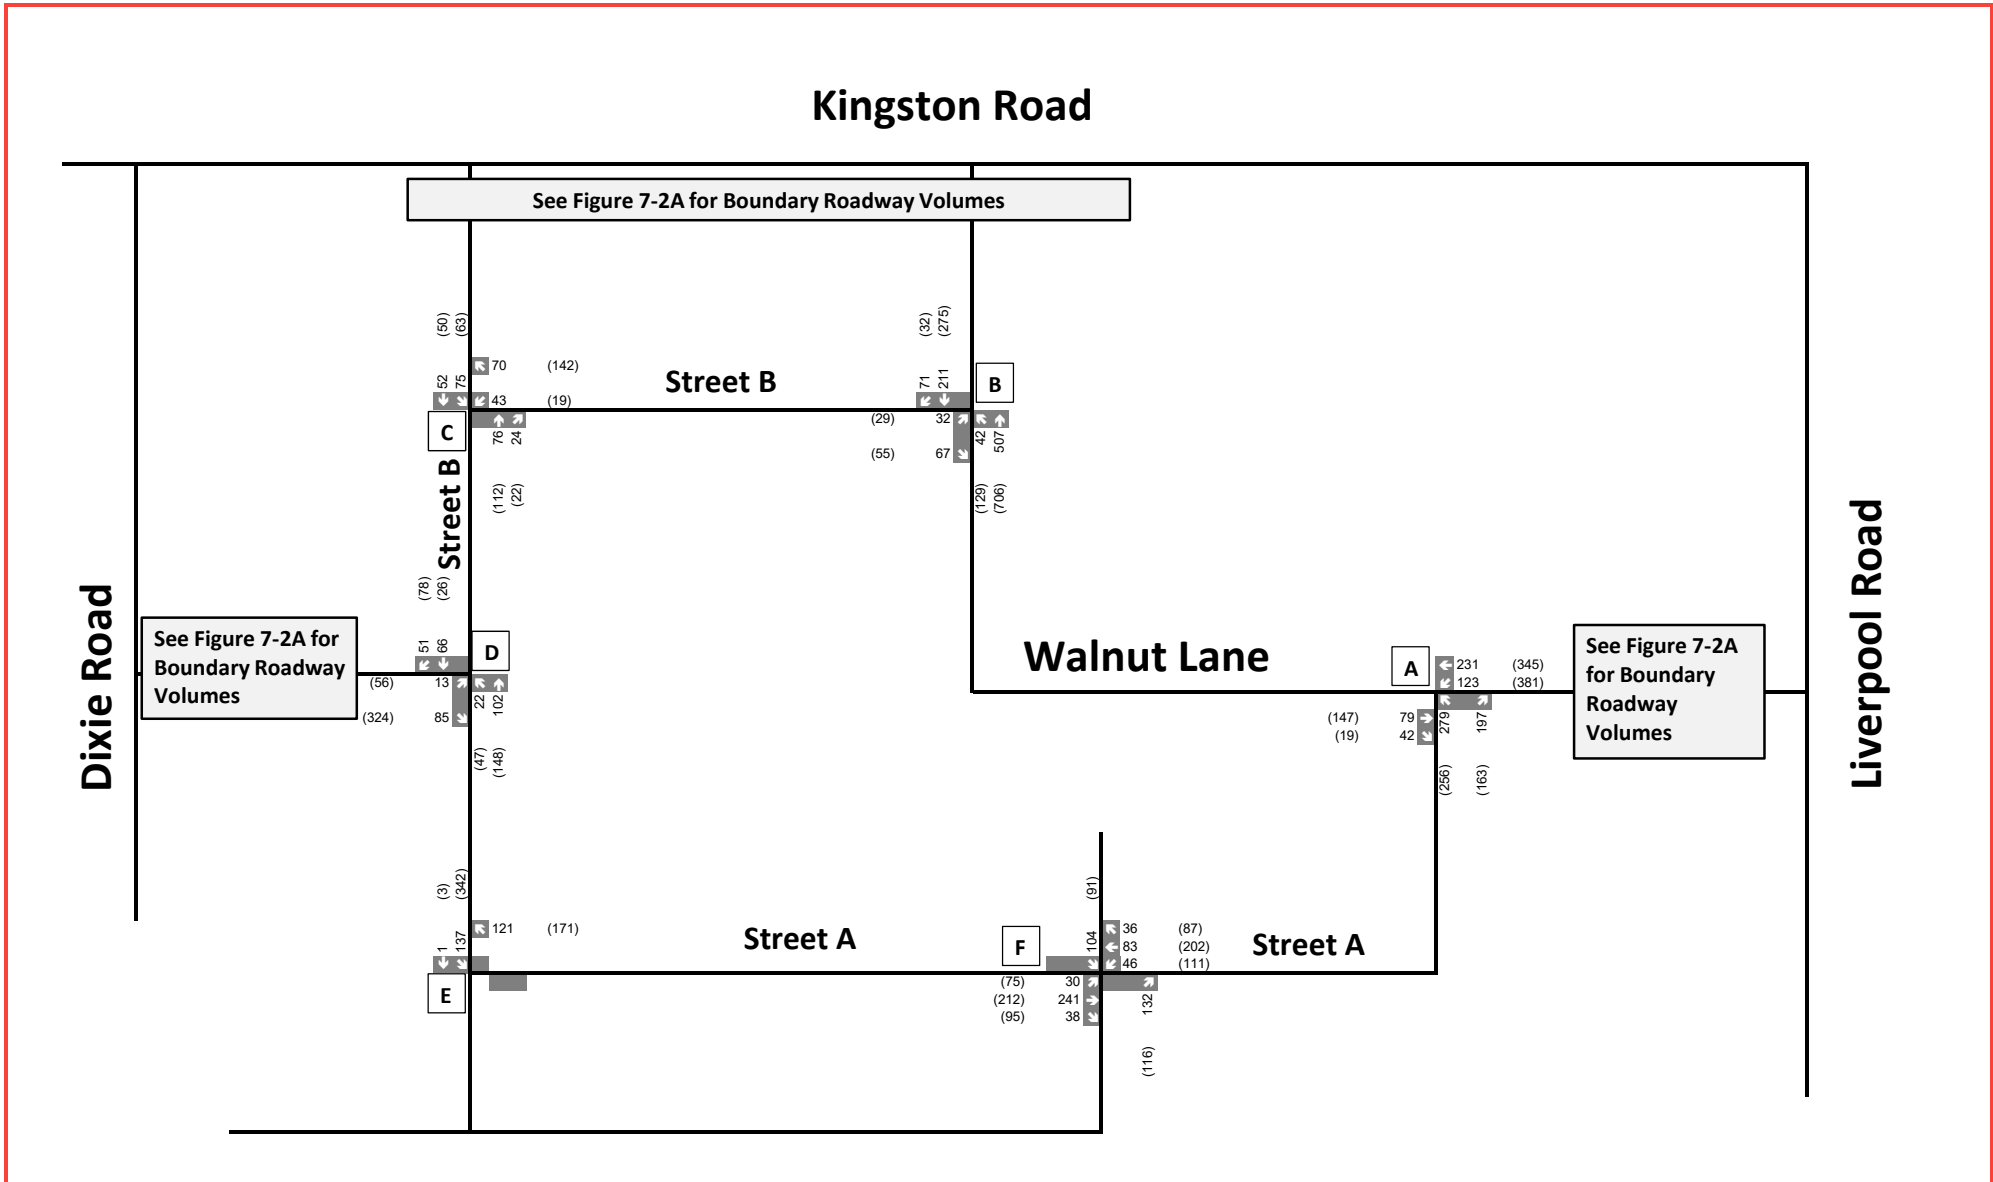 Kingston Road
See Figure 7-2A for Boundary Roadway Volumes
(50)
(63)
(32)
(275)
52
75
70 (142)
43 (19)
Street B
71
211
B
C
76
24
(29) 32
(55) 67
42
507
(112)
(22)
(129)
(706)
Street B
(78)
(26)
Dixie Road
See Figure 7-2A for
Boundary Roadway
Volumes
51
66
D
(56) 13
(324) 85
22
102
(47)
(148)
Walnut Lane
A
231 (345)
123 (381)
(147) 79
(19) 42
279
197
(256)
(163)
See Figure 7-2A
for Boundary
Roadway
Volumes
Liverpool Road
(3)
(342)
1
137
121 (171)
E
Street A
F
(91)
104
36 (87)
83 (202)
46 (111)
Street A
(75) 30
(212) 241
(95) 38
132
(116)